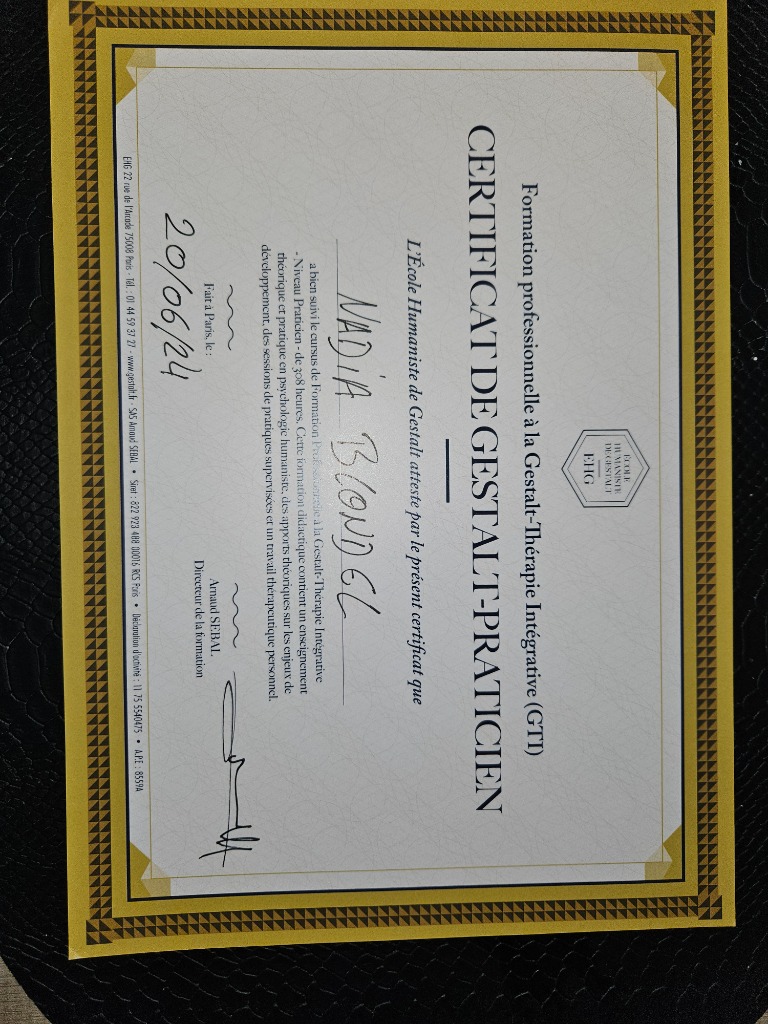 ÉCOLE
HUMANISTE
DE GESTALT
EHG
Formation professionnelle à la Gestalt-Thérapie Intégrative (GTI)
CERTIFICAT DE GESTALT-PRATICIEN
L'École Humaniste de Gestalt atteste par le présent certificat que
NADIA BLONDEL
a bien suivi le cursus de Formation Professionnelle à la Gestalt-Thérapie Intégrative
- Niveau Praticien - de 308 heures. Cette formation didactique contient un enseignement
théorique et pratique en psychologie humaniste, des apports théoriques sur les enjeux de
développement, des sessions de pratiques supervisées et un travail thérapeutique personnel.
Fait à Paris, le :
20/06/24
Arnaud SEBAL
Directeur de la formation
EHG 22 rue de l'Arcade 75008 Paris - Tél. : 01 44 59 37 27 - www.gestalt.fr - SAS Arnaud SEBAL • Siret : 822 923 488 00016 RCS Paris • Déclaration d'activité : 11 75 5540475 • A.P.E : 8559A